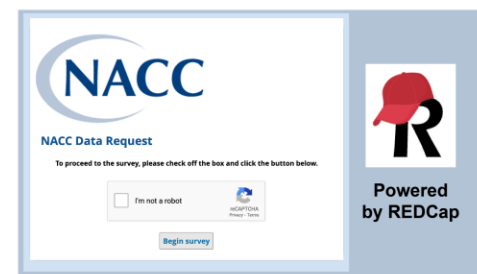 NACC
NACC Data Request
To proceed to the survey, please check off the box and click the button below.
I'm not a robot
reCAPTCHA
Privacy - Terms
Begin survey
R
Powered
by REDCap